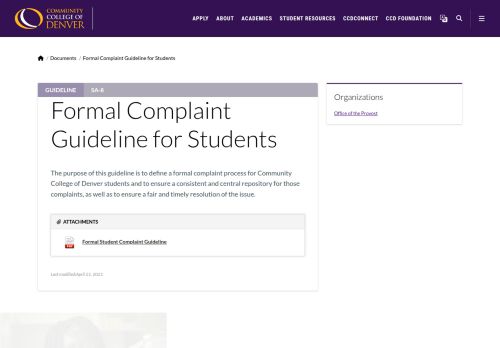 COMMUNITY
COLLEGE OF
DENVER
APPLY ABOUT ACADEMICS STUDENT RESOURCES CCDCONNECT CCD FOUNDATION
/ Documents / Formal Complaint Guideline for Students
GUIDELINE SA-8
Formal Complaint
Guideline for Students
The purpose of this guideline is to define a formal complaint process for Community
College of Denver students and to ensure a consistent and central repository for those
complaints, as well as to ensure a fair and timely resolution of the issue.
ATTACHMENTS
Formal Student Complaint Guideline
Last modified April 21, 2021
Organizations
Office of the Provost